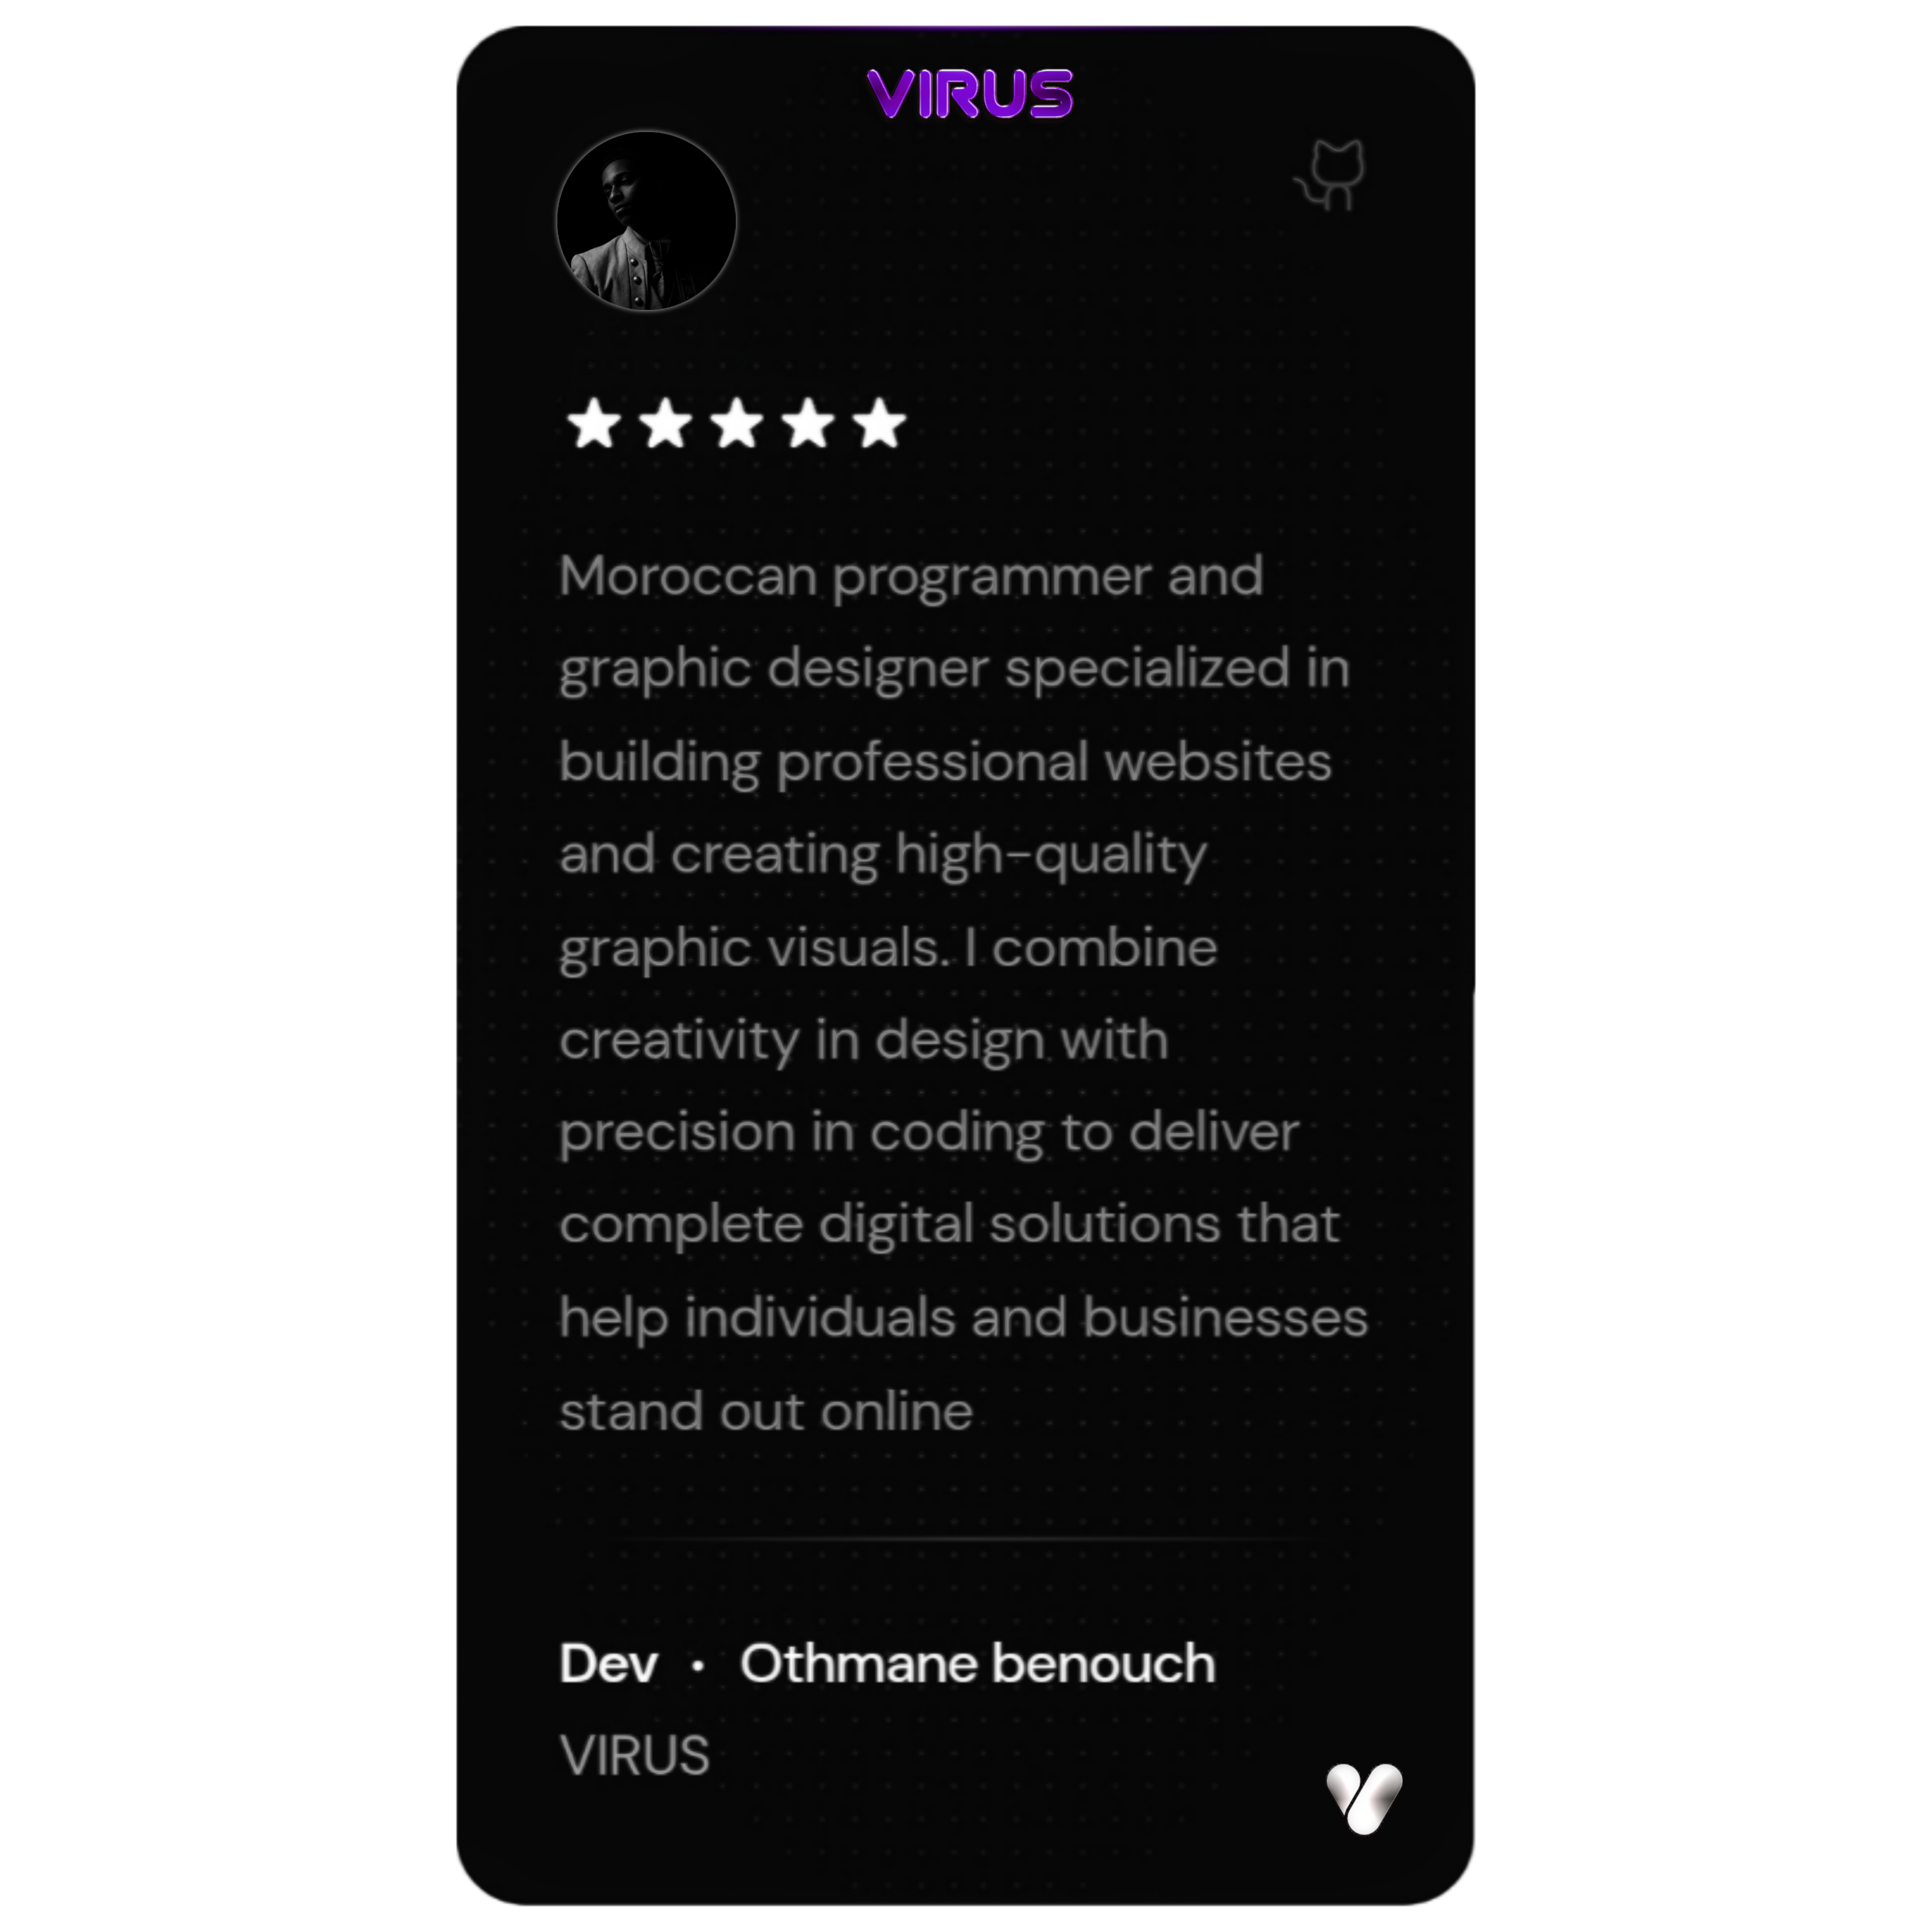 VIRUS
Moroccan programmer and
graphic designer specialized in
building professional websites
and creating high-quality
graphic visuals. I combine
creativity in design with
precision in coding to deliver
complete digital solutions that
help individuals and businesses
stand out online
Dev • Othmane benouch
VIRUS